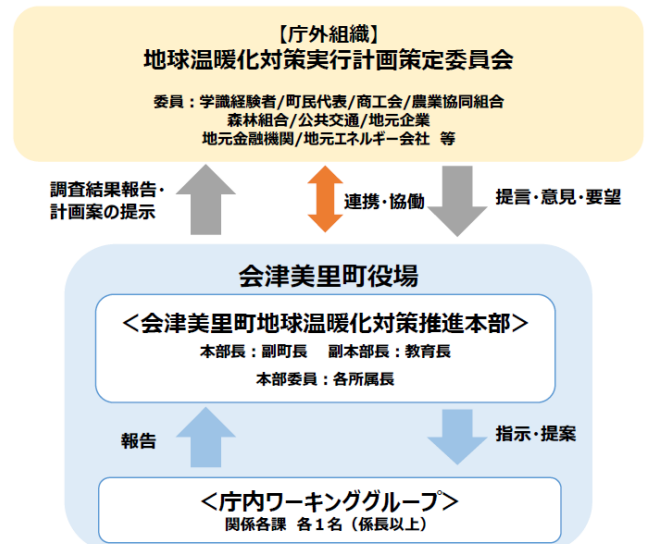 【庁外組織】
地球温暖化対策実行計画策定委員会
委員：学識経験者/町民代表/商工会/農業協同組合
森林組合/公共交通/地元企業
地元金融機関/地元エネルギー会社 等
調査結果報告・
計画案の提示
連携・協働
提言・意見・要望
会津美里町役場
＜会津美里町地球温暖化対策推進本部＞
本部長：副町長　副本部長：教育長
本部委員：各所属長
報告
指示・提案
＜庁内ワーキンググループ＞
関係各課 各１名（係長以上）